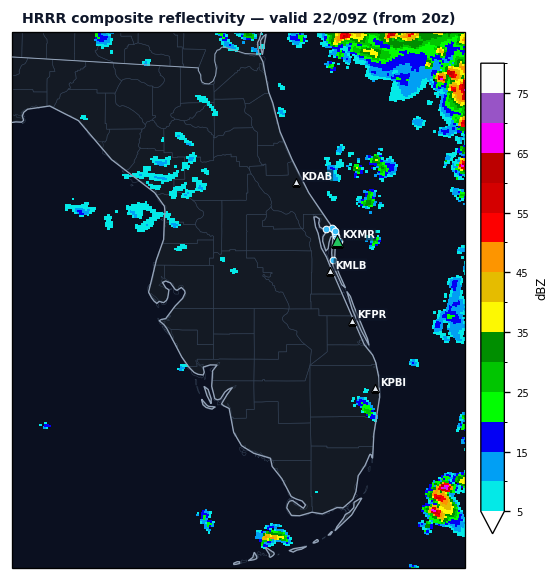 HRRR composite reflectivity — valid 22/09Z (from 20z)
KDAB
KXMR
KMLB
KFPR
KPBI
75
65
55
45
35
25
15
5
dBZ